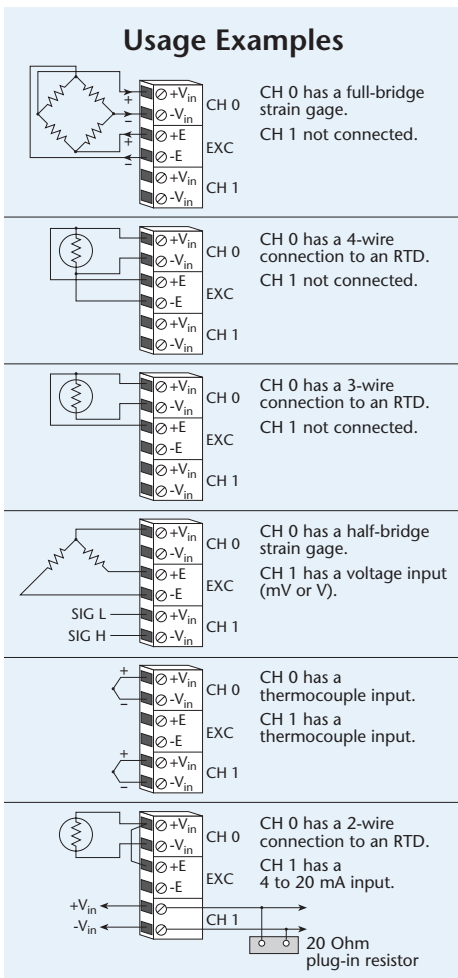 Usage Examples
+Vin
-Vin
+E
-E
+Vin
-Vin
CH 0
EXC
CH 1
+
–
+
–
CH 0 has a full-bridge
strain gage.
CH 1 not connected.
+Vin
-Vin
+E
-E
+Vin
-Vin
CH 0
EXC
CH 1
CH 0 has a 4-wire
connection to an RTD.
CH 1 not connected.
+Vin
-Vin
+E
-E
+Vin
-Vin
CH 0
EXC
CH 1
CH 0 has a 3-wire
connection to an RTD.
CH 1 not connected.
+Vin
-Vin
+E
-E
+Vin
-Vin
CH 0
EXC
CH 1
SIG L
SIG H
CH 0 has a half-bridge
strain gage.
CH 1 has a voltage input
(mV or V).
+
–
+
–
+Vin
-Vin
+E
-E
+Vin
-Vin
CH 0
EXC
CH 1
CH 0 has a
thermocouple input.
CH 1 has a
thermocouple input.
+Vin
-Vin
+E
-E
CH 0
EXC
CH 1
+Vin
-Vin
CH 0 has a 2-wire
connection to an RTD.
CH 1 has a
4 to 20 mA input.
20 Ohm
plug-in resistor